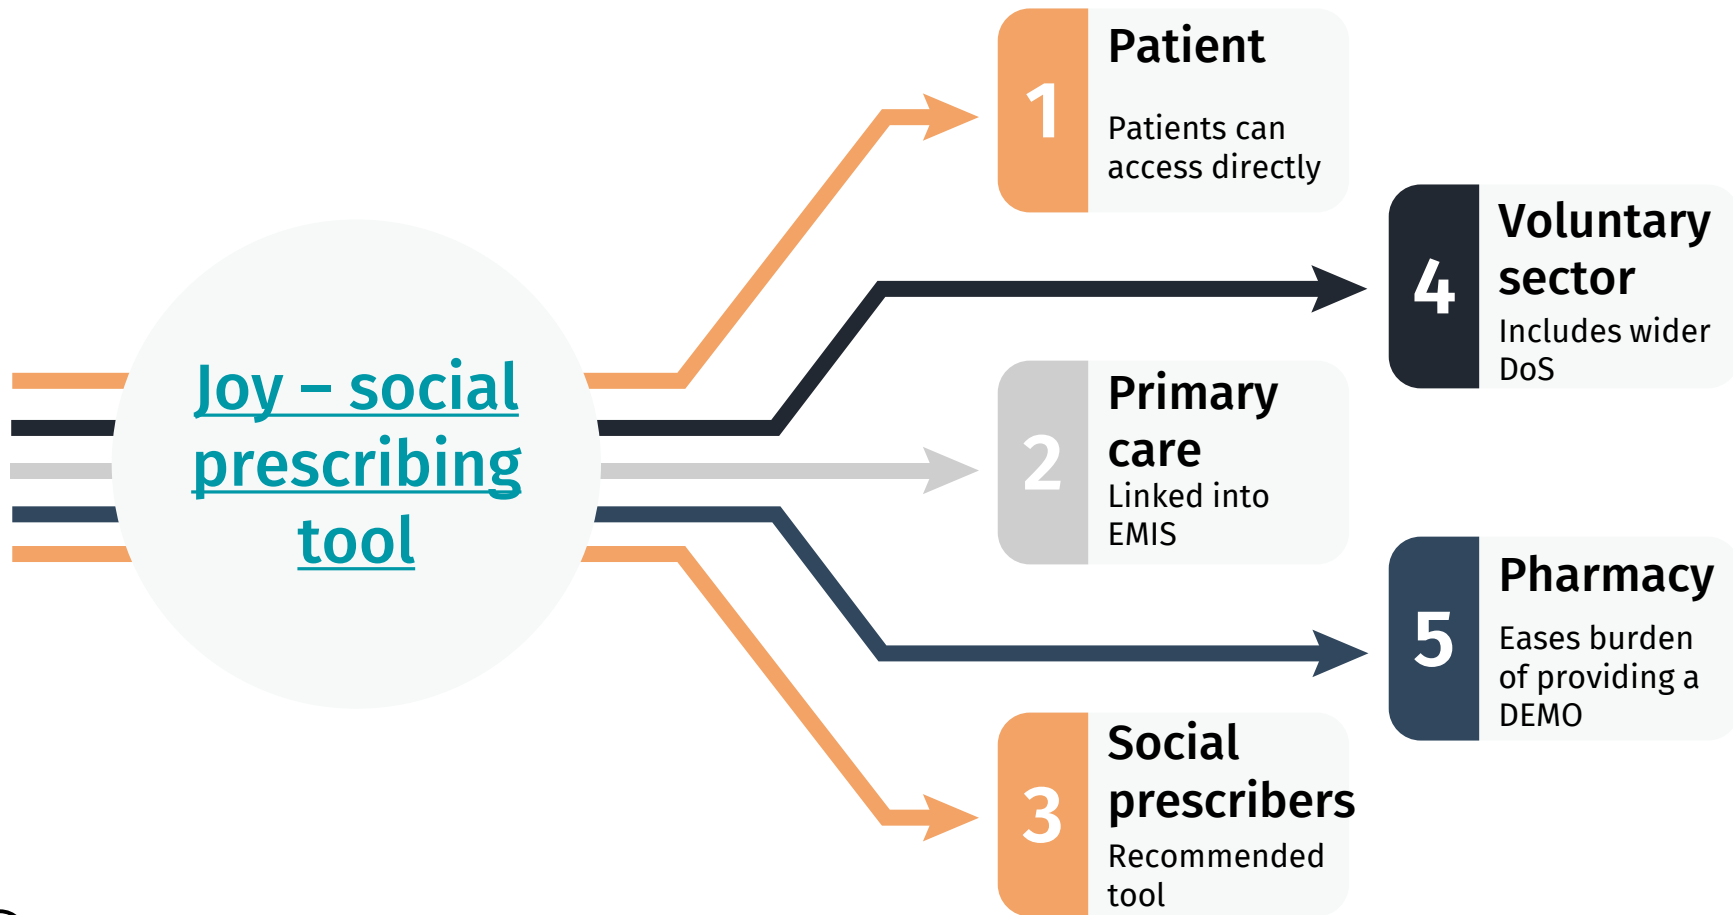 Joy – social
prescribing
tool
1
Patient
Patients can
access directly
2
Primary
care
Linked into
EMIS
3
Social
prescribers
Recommended
tool
4
Voluntary
sector
Includes wider
DoS
5
Pharmacy
Eases burden
of providing a
DEMO